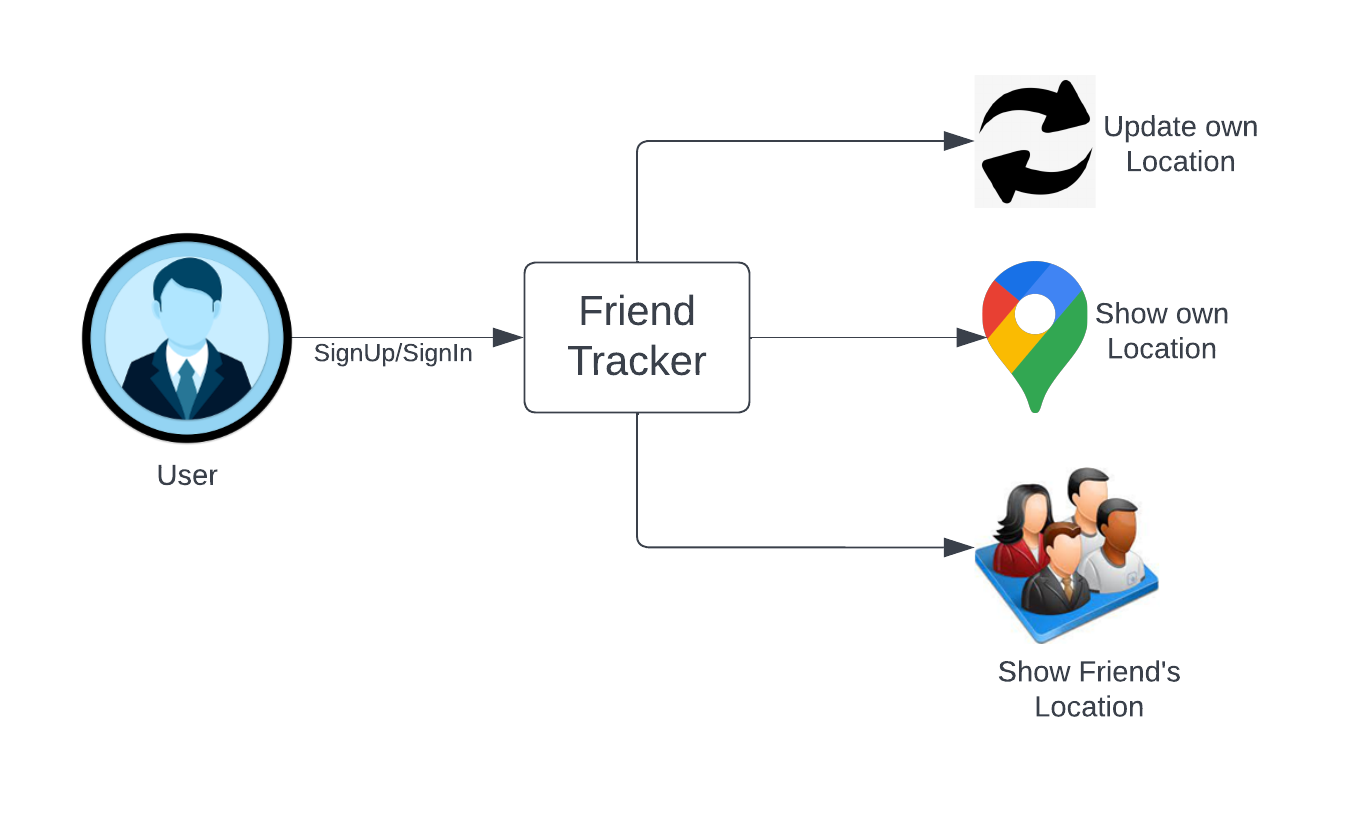 User
SignUp/SignIn
Friend
Tracker
Update own
Location
Show own
Location
Show Friend's
Location